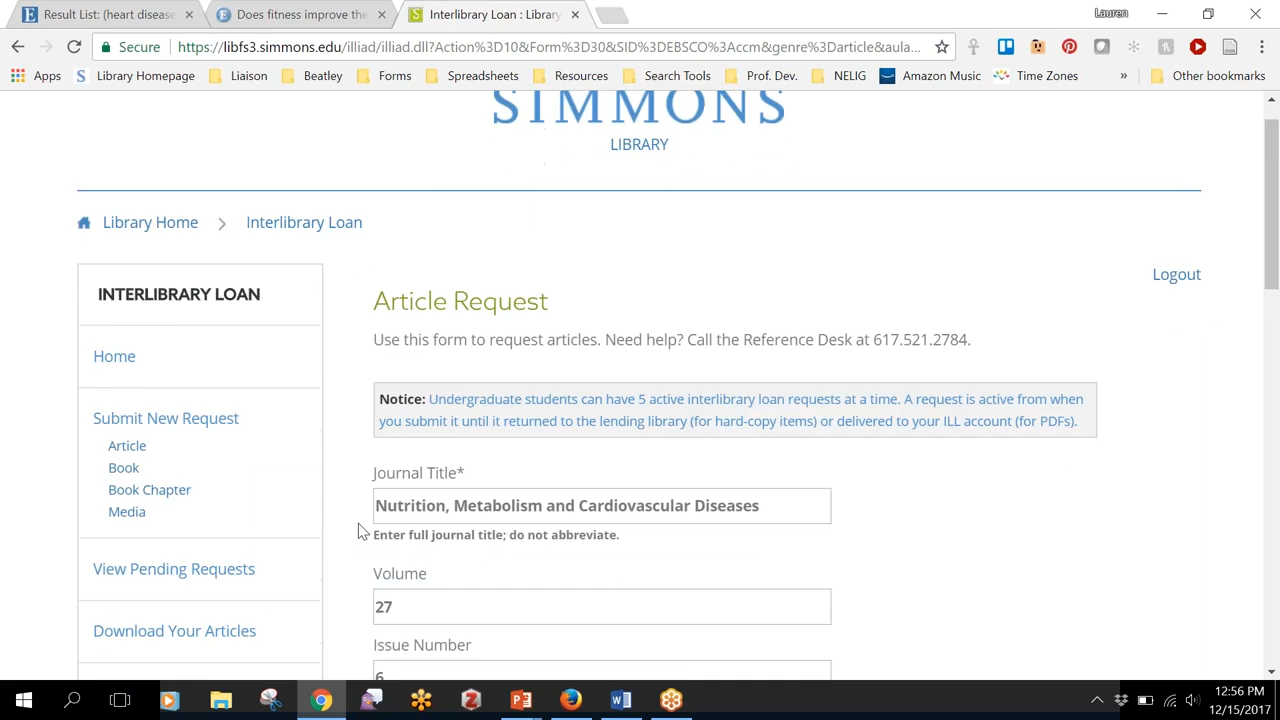 Result List: (heart disease
Does fitness improve the
Interlibrary Loan : Library
Lauren
Secure
https://libfs3.simmons.edu/illiad/illiad.dll?Action%3D10&Form%3D30&SID%3DEBSCO%3Accm&genre%3Darticle&aula...
Apps
Library Homepage
Liaison
Beatley
Forms
Spreadsheets
Resources
Search Tools
Prof. Dev.
NELIG
Amazon Music
Time Zones
»
Other bookmarks
SIMMONS
LIBRARY
Library Home
Interlibrary Loan
Logout
INTERLIBRARY LOAN
Home
Submit New Request
Article
Book
Book Chapter
Media
View Pending Requests
Download Your Articles
Article Request
Use this form to request articles. Need help? Call the Reference Desk at 617.521.2784.
Notice: Undergraduate students can have 5 active interlibrary loan requests at a time. A request is active from when
you submit it until it returned to the lending library (for hard-copy items) or delivered to your ILL account (for PDFs).
Journal Title*
Nutrition, Metabolism and Cardiovascular Diseases
Enter full journal title; do not abbreviate.
Volume
27
Issue Number
6
12:56 PM
12/15/2017